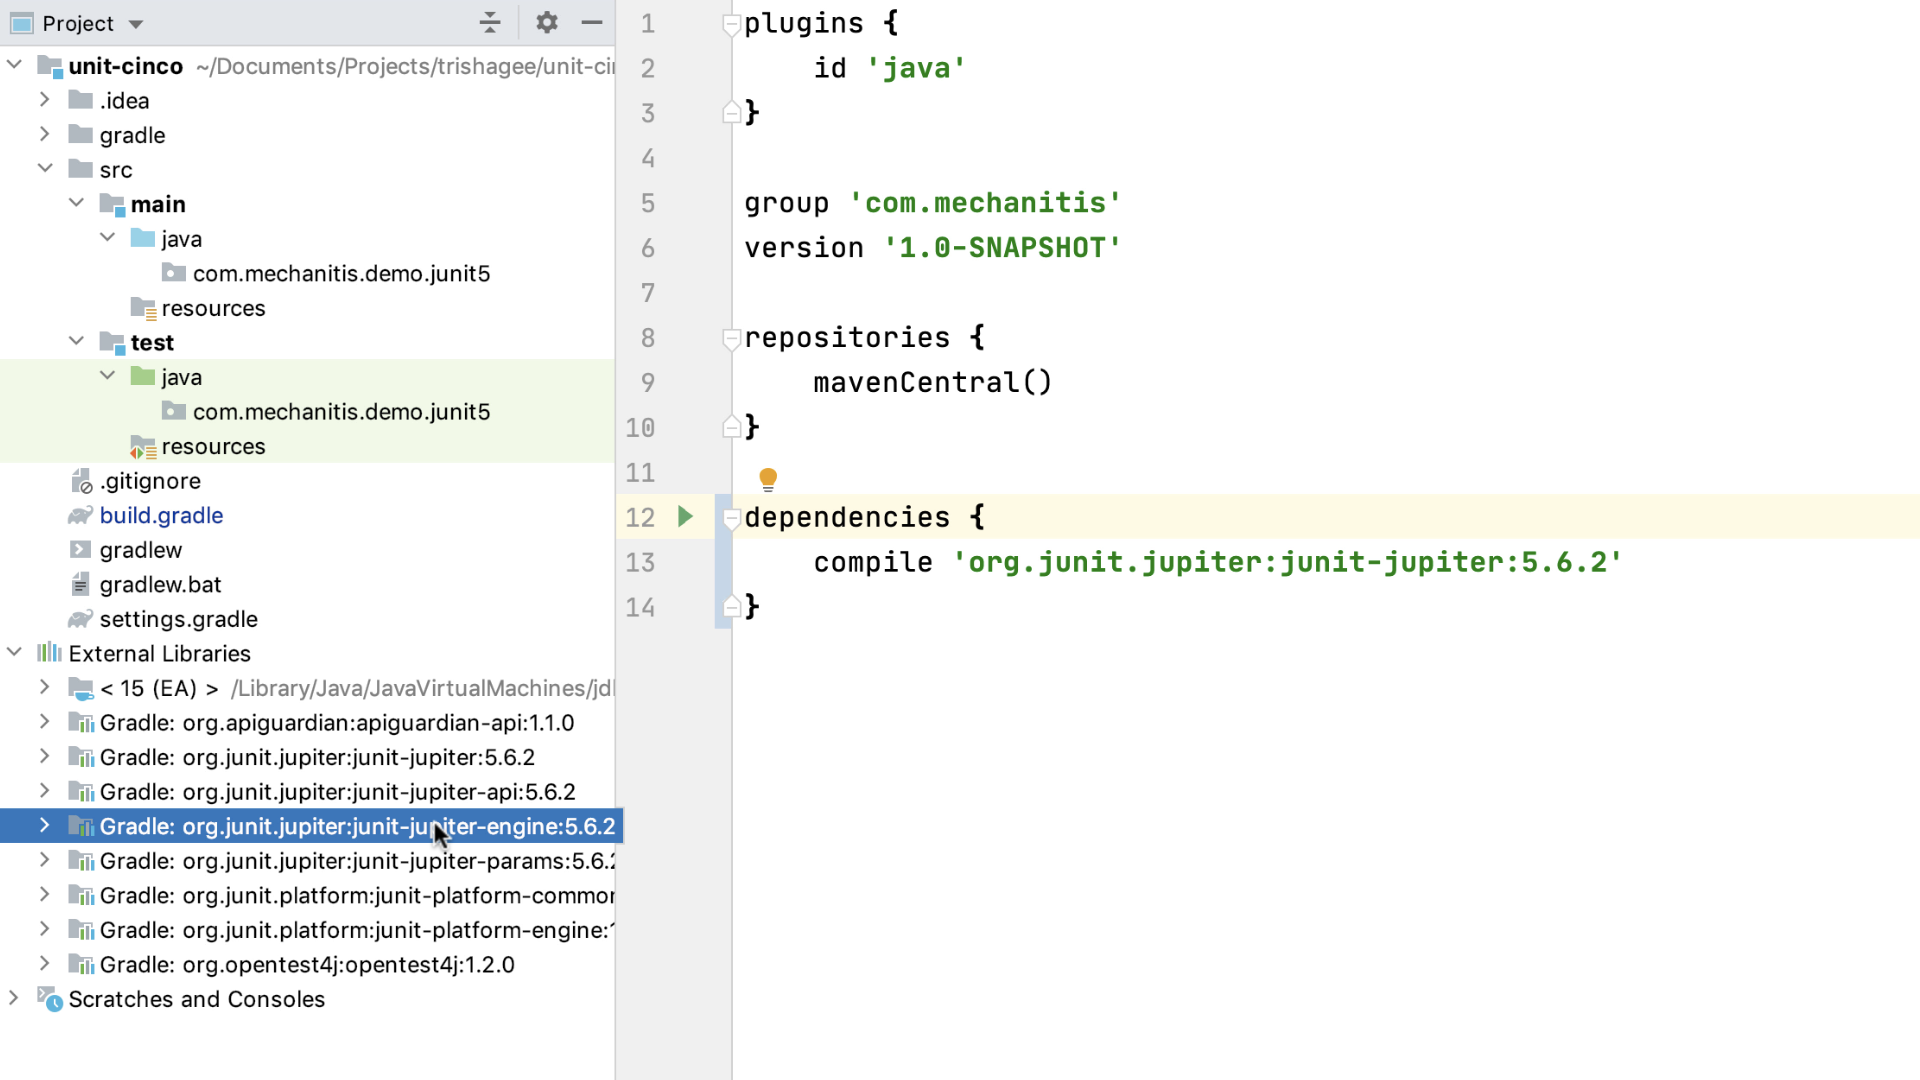 Project
unit-cinco ~/Documents/Projects/trishagee/unit-ci
.idea
gradle
src
main
java
com.mechanitis.demo.junit5
resources
test
java
com.mechanitis.demo.junit5
resources
.gitignore
build.gradle
gradlew
gradlew.bat
settings.gradle
External Libraries
< 15 (EA) > /Library/Java/JavaVirtualMachines/jd
Gradle: org.apiguardian:apiguardian-api:1.1.0
Gradle: org.junit.jupiter:junit-jupiter:5.6.2
Gradle: org.junit.jupiter:junit-jupiter-api:5.6.2
Gradle: org.junit.jupiter:junit-jupiter-engine:5.6.2
Gradle: org.junit.jupiter:junit-jupiter-params:5.6.2
Gradle: org.junit.platform:junit-platform-common
Gradle: org.junit.platform:junit-platform-engine:1
Gradle: org.opentest4j:opentest4j:1.2.0
Scratches and Consoles
1 plugins {
2 id 'java'
3 }
4
5 group 'com.mechanitis'
6 version '1.0-SNAPSHOT'
7
8 repositories {
9 mavenCentral()
10 }
11
12 dependencies {
13 compile 'org.junit.jupiter:junit-jupiter:5.6.2'
14 }